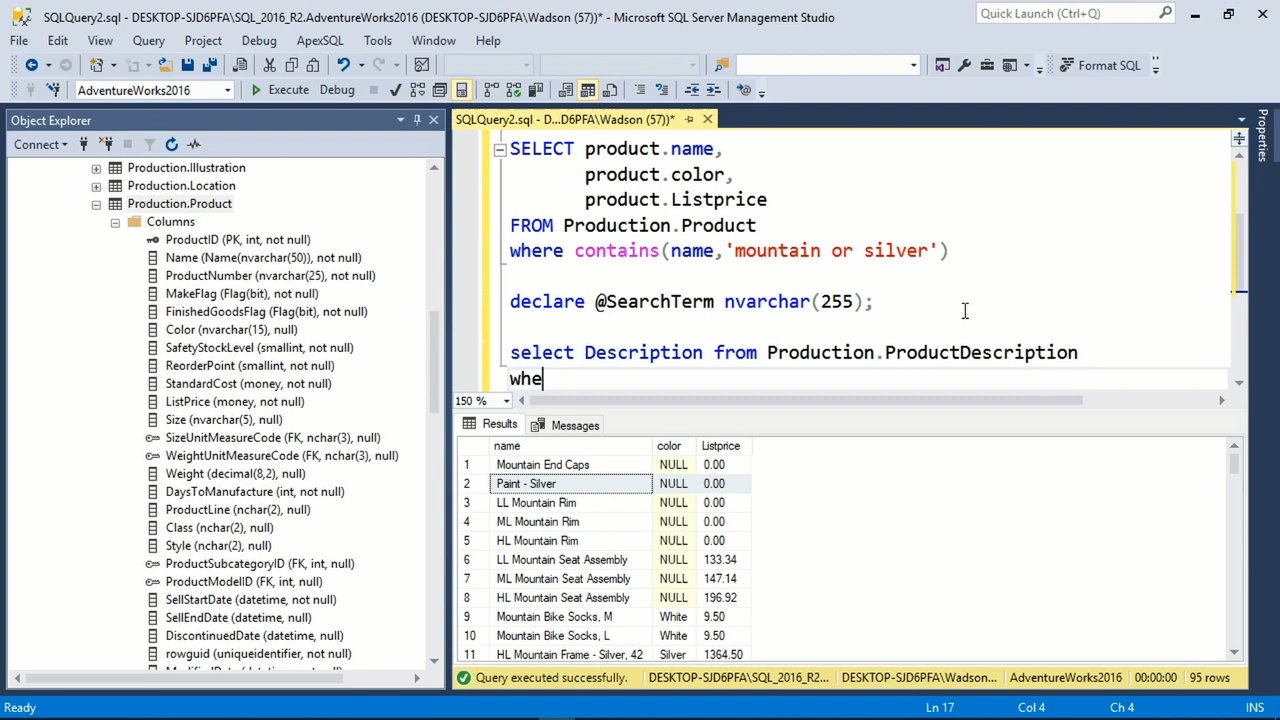 SQLQuery2.sql - DESKTOP-SJD6PFA\SQL_2016_R2.AdventureWorks2016 (DESKTOP-SJD6PFA\Wadson (57))* - Microsoft SQL Server Management Studio
Quick Launch (Ctrl+Q)
File Edit View Query Project Debug ApexSQL Tools Window Help
Format SQL
AdventureWorks2016 Execute Debug
Object Explorer
Connect
Production.Illustration
Production.Location
Production.Product
Columns
ProductID (PK, int, not null)
Name (Name(nvarchar(50)), not null)
ProductNumber (nvarchar(25), not null)
MakeFlag (Flag(bit), not null)
FinishedGoodsFlag (Flag(bit), not null)
Color (nvarchar(15), null)
SafetyStockLevel (smallint, not null)
ReorderPoint (smallint, not null)
StandardCost (money, not null)
ListPrice (money, not null)
Size (nvarchar(5), null)
SizeUnitMeasureCode (FK, nchar(3), null)
WeightUnitMeasureCode (FK, nchar(3), null)
Weight (decimal(8,2), null)
DaysToManufacture (int, not null)
ProductLine (nchar(2), null)
Class (nchar(2), null)
Style (nchar(2), null)
ProductSubcategoryID (FK, int, null)
ProductModelID (FK, int, null)
SellStartDate (datetime, not null)
SellEndDate (datetime, null)
DiscontinuedDate (datetime, null)
rowguid (uniqueidentifier, not null)
SQLQuery2.sql - D...D6PFA\Wadson (57))*
SELECT product.name,
product.color,
product.Listprice
FROM Production.Product
where contains(name,'mountain or silver')
declare @SearchTerm nvarchar(255);
select Description from Production.ProductDescription
whe
150 %
Results Messages
name color Listprice
1 Mountain End Caps NULL 0.00
2 Paint - Silver NULL 0.00
3 LL Mountain Rim NULL 0.00
4 ML Mountain Rim NULL 0.00
5 HL Mountain Rim NULL 0.00
6 LL Mountain Seat Assembly NULL 133.34
7 ML Mountain Seat Assembly NULL 147.14
8 HL Mountain Seat Assembly NULL 196.92
9 Mountain Bike Socks, M White 9.50
10 Mountain Bike Socks, L White 9.50
11 HL Mountain Frame - Silver, 42 Silver 1364.50
Query executed successfully. DESKTOP-SJD6PFA\SQL_2016_R2... DESKTOP-SJD6PFA\Wadson... AdventureWorks2016 00:00:00 95 rows
Properties
Ready Ln 17 Col 4 Ch 4 INS